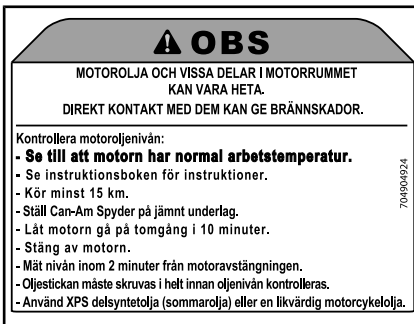 OBS
MOTOROLJA OCH VISSA DELAR I MOTORRUMMET
KAN VARA HETA.
DIREKT KONTAKT MED DEM KAN GE BRÄNNSKADOR.
Kontrollera motoroljenivån:
- Se till att motorn har normal arbetstemperatur.
- Se instruktionsboken för instruktioner.
- Kör minst 15 km.
- Ställ Can-Am Spyder på jämnt underlag.
- Låt motorn gå på tomgång i 10 minuter.
- Stäng av motorn.
- Mät nivån inom 2 minuter från motoravstängningen.
- Oljestickan måste skruvas i helt innan oljenivån kontrolleras.
- Använd XPS delsyntetolja (sommarolja) eller en likvärdig motorcykelolja.
704904924